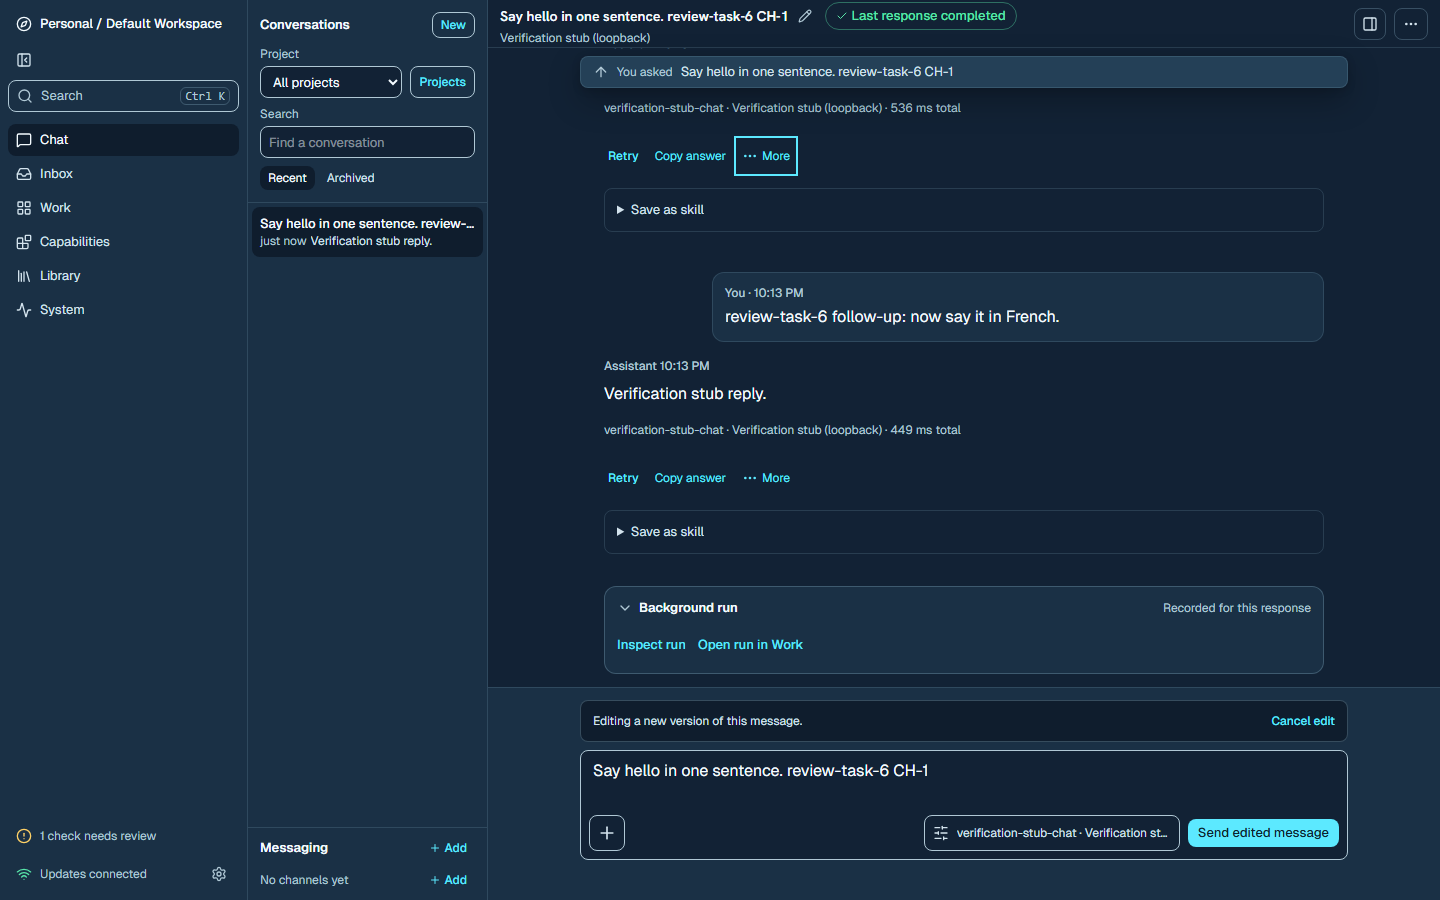 Personal / Default Workspace
Search Ctrl K
Chat
Inbox
Work
Capabilities
Library
System
1 check needs review
Updates connected
Conversations
New
Project
All projects
Projects
Search
Find a conversation
Recent
Archived
Say hello in one sentence. review-...
just now Verification stub reply.
Messaging
+ Add
No channels yet
+ Add
Say hello in one sentence. review-task-6 CH-1
Last response completed
Verification stub (loopback)
You asked Say hello in one sentence. review-task-6 CH-1
verification-stub-chat · Verification stub (loopback) · 536 ms total
Retry Copy answer ··· More
Save as skill
You · 10:13 PM
review-task-6 follow-up: now say it in French.
Assistant 10:13 PM
Verification stub reply.
verification-stub-chat · Verification stub (loopback) · 449 ms total
Retry Copy answer ··· More
Save as skill
Background run
Recorded for this response
Inspect run Open run in Work
Editing a new version of this message.
Cancel edit
Say hello in one sentence. review-task-6 CH-1
verification-stub-chat · Verification st...
Send edited message